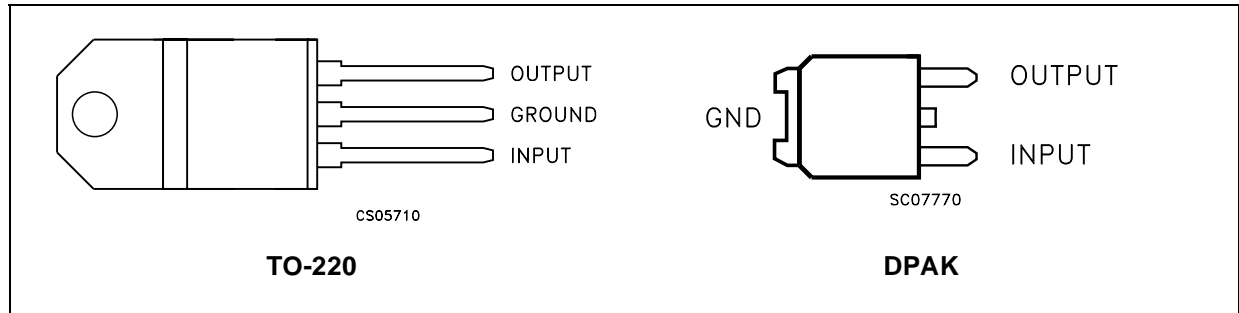 OUTPUT
GROUND
INPUT
CS05710
TO-220
GND
OUTPUT
INPUT
SC07770
DPAK